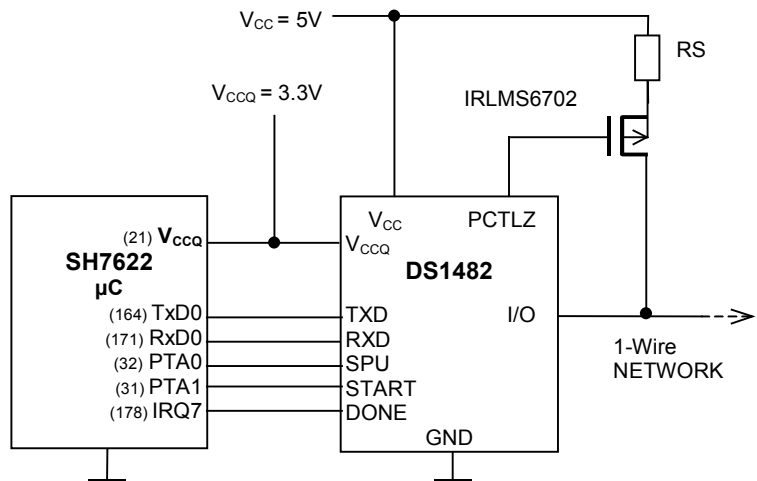 VCC = 5V
RS
VCCQ = 3.3V
IRLMS6702
VCC
PCTLZ
(21) VCCQ
VCCQ
SH7622
µC
DS1482
(164) TxD0
TXD
I/O
(171) RxD0
RXD
(32) PTA0
SPU
(31) PTA1
START
(178) IRQ7
DONE
1-Wire
NETWORK
GND